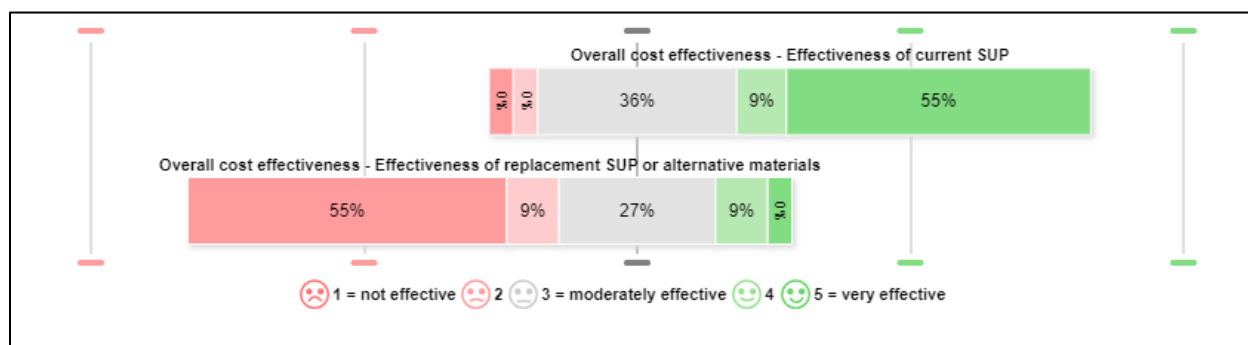 Overall cost effectiveness - Effectiveness of current SUP
0% 0% 36% 9% 55%
Overall cost effectiveness - Effectiveness of replacement SUP or alternative materials
55% 9% 27% 9% 0%
1 = not effective 2 3 = moderately effective 4 5 = very effective